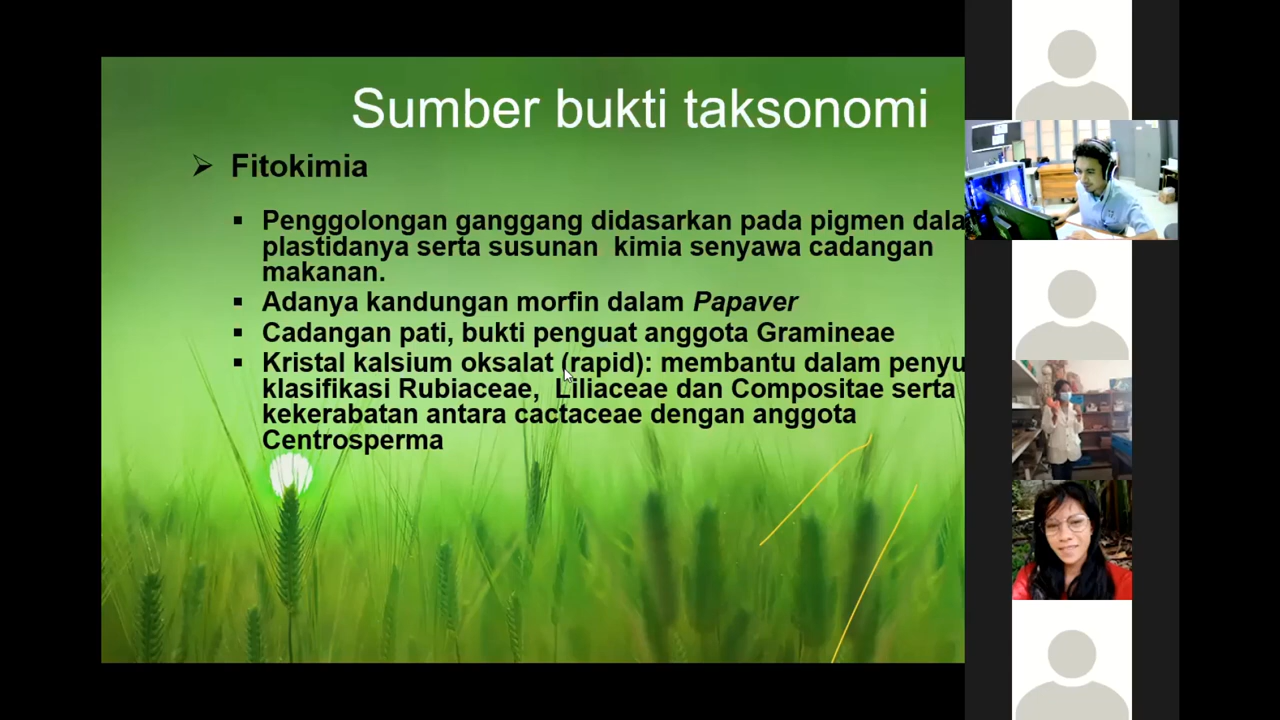 Sumber bukti taksonomi
Fitokimia
Penggolongan ganggang didasarkan pada pigmen dala
plastidanya serta susunan kimia senyawa cadangan
makanan.
Adanya kandungan morfin dalam Papaver
Cadangan pati, bukti penguat anggota Gramineae
Kristal kalsium oksalat (rapid): membantu dalam penyu
klasifikasi Rubiaceae, Liliaceae dan Compositae serta
kekerabatan antara cactaceae dengan anggota
Centrosperma